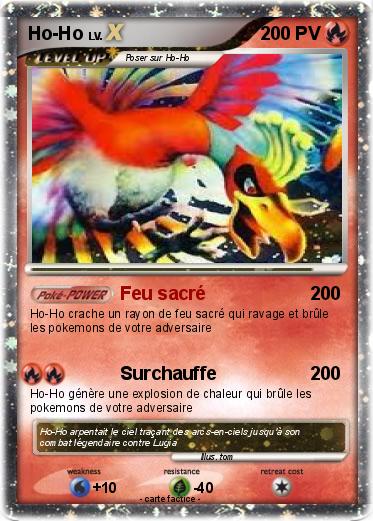 Ho-Ho LV. X 200 PV
LEVEL-UP Poser sur Ho-Ho
Poké-POWER Feu sacré 200
Ho-Ho crache un rayon de feu sacré qui ravage et brûle
les pokemons de votre adversaire
Surchauffe 200
Ho-Ho génère une explosion de chaleur qui brûle les
pokemons de votre adversaire
Ho-Ho arpentait le ciel traçant des arcs-en-ciels jusqu'à son
combat légendaire contre Lugia
Illus. tom
weakness resistance retreat cost
+10 -40
- carte factice -